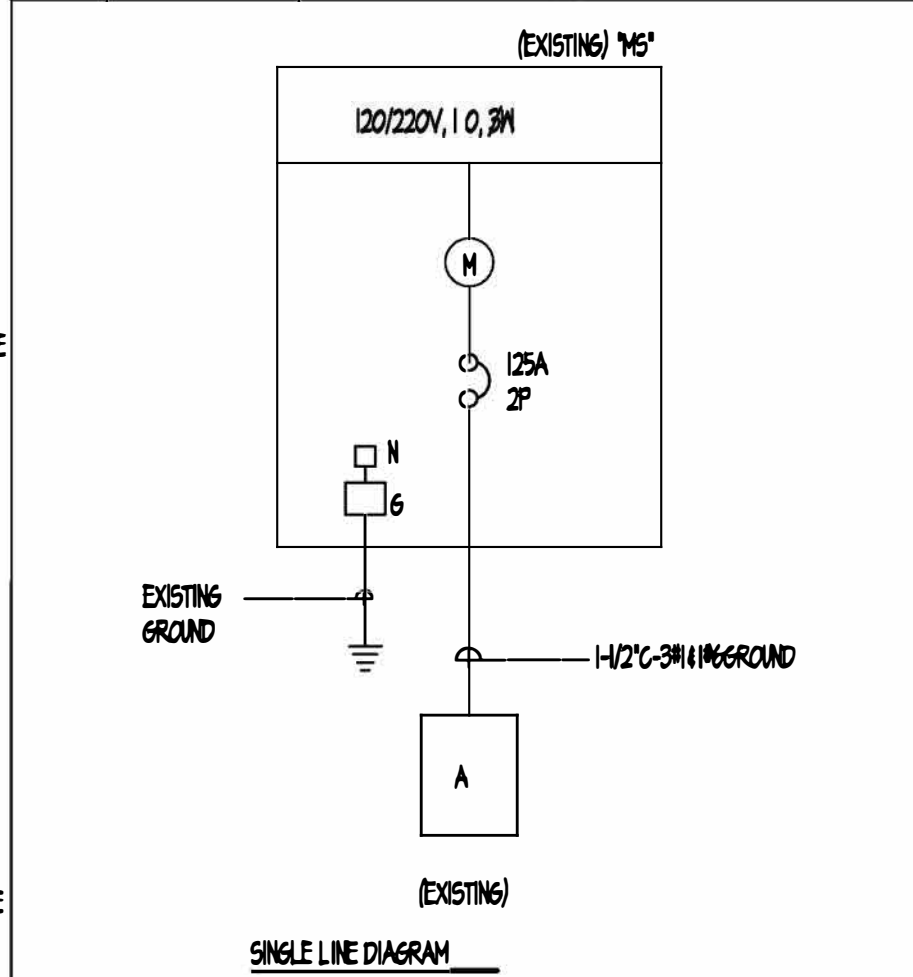 (EXISTING) "MS"
120/220V, 1 0, 3W
M
125A
2P
N
G
EXISTING
GROUND
1-1/2"C-3#1&1#6GROUND
A
(EXISTING)
SINGLE LINE DIAGRAM